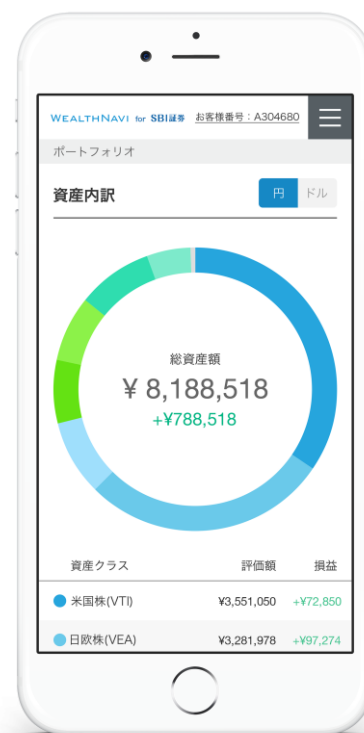 WEALTHNAVI for SBI証券 お客様番号：A304680
ポートフォリオ
資産内訳 円 ドル
総資産額
¥ 8,188,518
+¥788,518
資産クラス 評価額 損益
米国株(VTI) ¥3,551,050 +¥72,850
日欧株(VEA) ¥3,281,978 +¥97,274